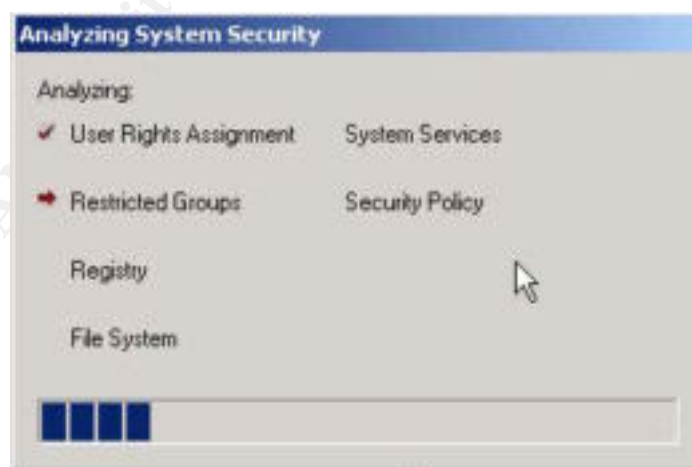 Analyzing System Security
Analyzing:
User Rights Assignment System Services
Restricted Groups Security Policy
Registry
File System